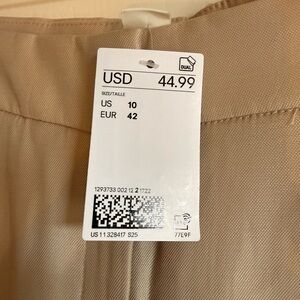 DUAL
USD 44.99
SIZE/TAILLE
US 10
EUR 42
1293733 002 12 2 1722
US 11 328417 S25 77E9F